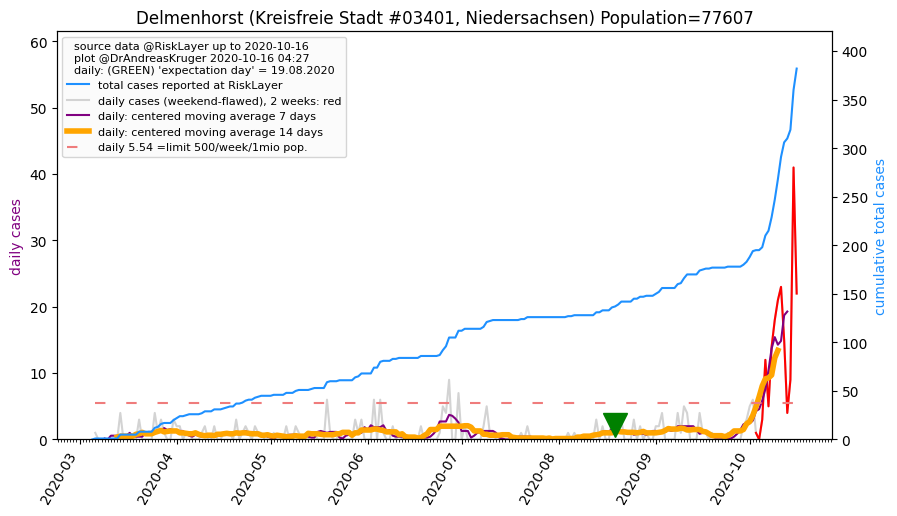 Delmenhorst (Kreisfreie Stadt #03401, Niedersachsen) Population=77607
source data @RiskLayer up to 2020-10-16
plot @DrAndreasKruger 2020-10-16 04:27
daily: (GREEN) 'expectation day' = 19.08.2020
total cases reported at RiskLayer
daily cases (weekend-flawed), 2 weeks: red
daily: centered moving average 7 days
daily: centered moving average 14 days
daily 5.54 =limit 500/week/1mio pop.
daily cases
60
50
40
30
20
10
0
cumulative total cases
400
350
300
250
200
150
100
50
0
2020-03
2020-04
2020-05
2020-06
2020-07
2020-08
2020-09
2020-10